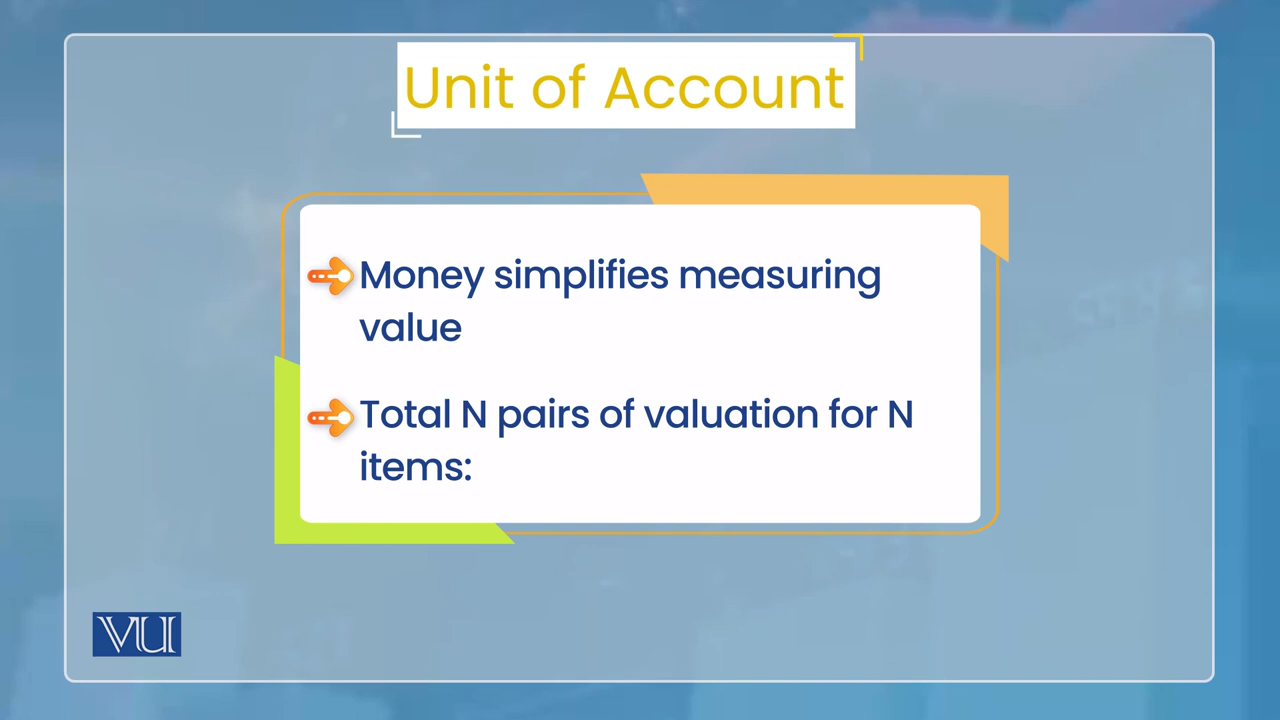 Unit of Account
Money simplifies measuring
value
Total N pairs of valuation for N
items:
VU